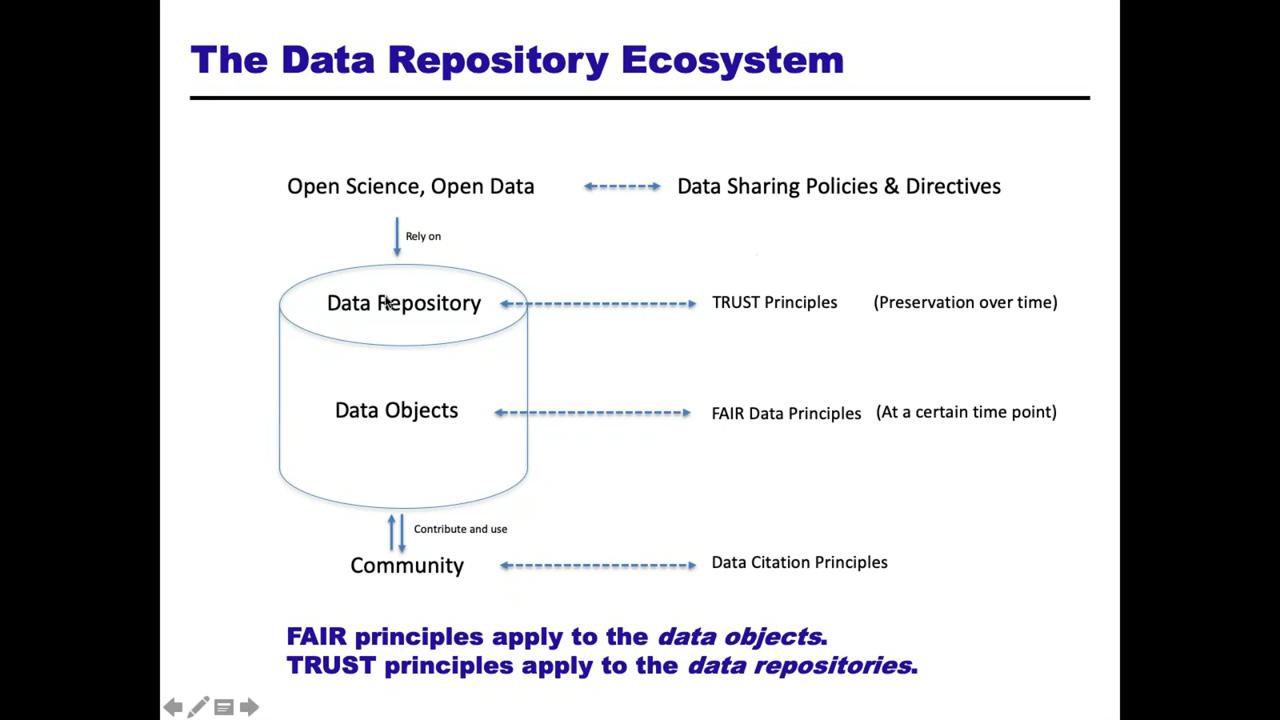 The Data Repository Ecosystem
Open Science, Open Data
Data Sharing Policies & Directives
Rely on
Data Repository
TRUST Principles
(Preservation over time)
Data Objects
FAIR Data Principles
(At a certain time point)
Contribute and use
Community
Data Citation Principles
FAIR principles apply to the data objects.
TRUST principles apply to the data repositories.